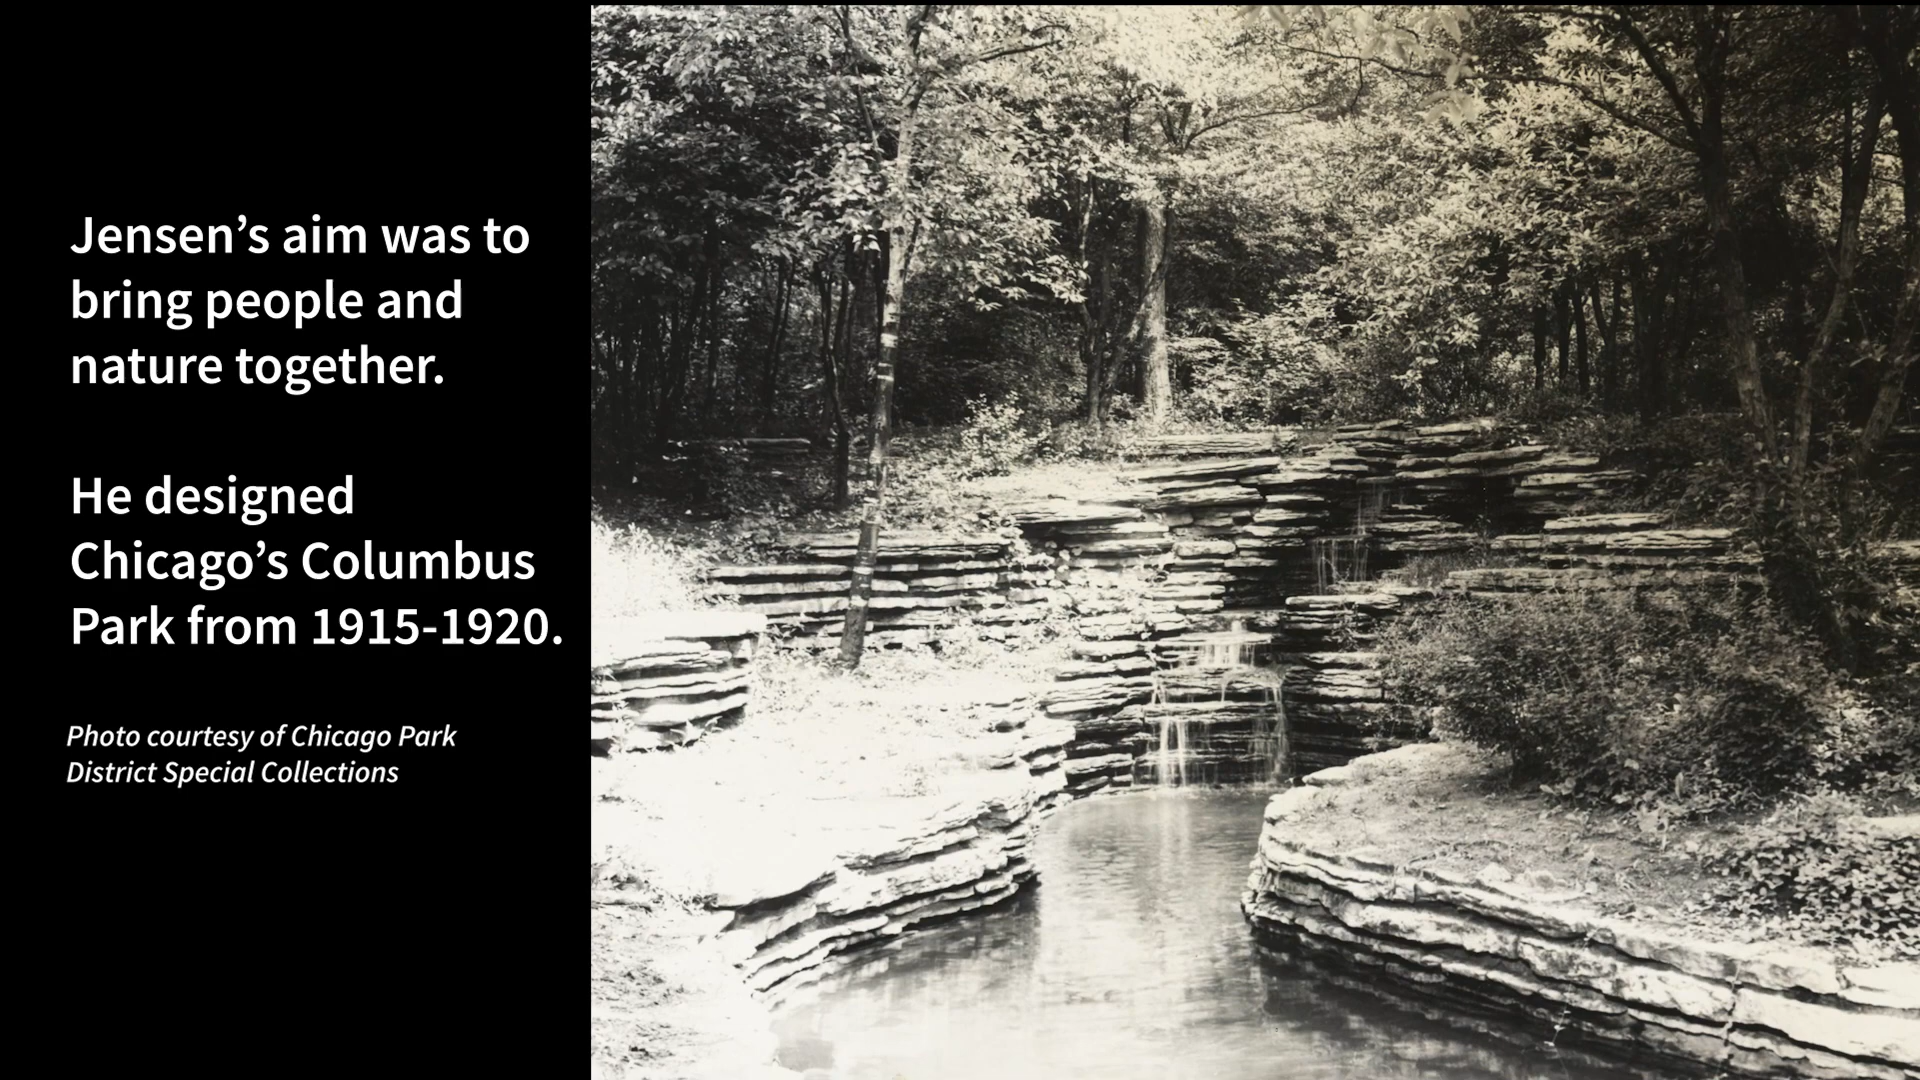 Jensen’s aim was to
bring people and
nature together.
He designed
Chicago’s Columbus
Park from 1915-1920.
Photo courtesy of Chicago Park
District Special Collections